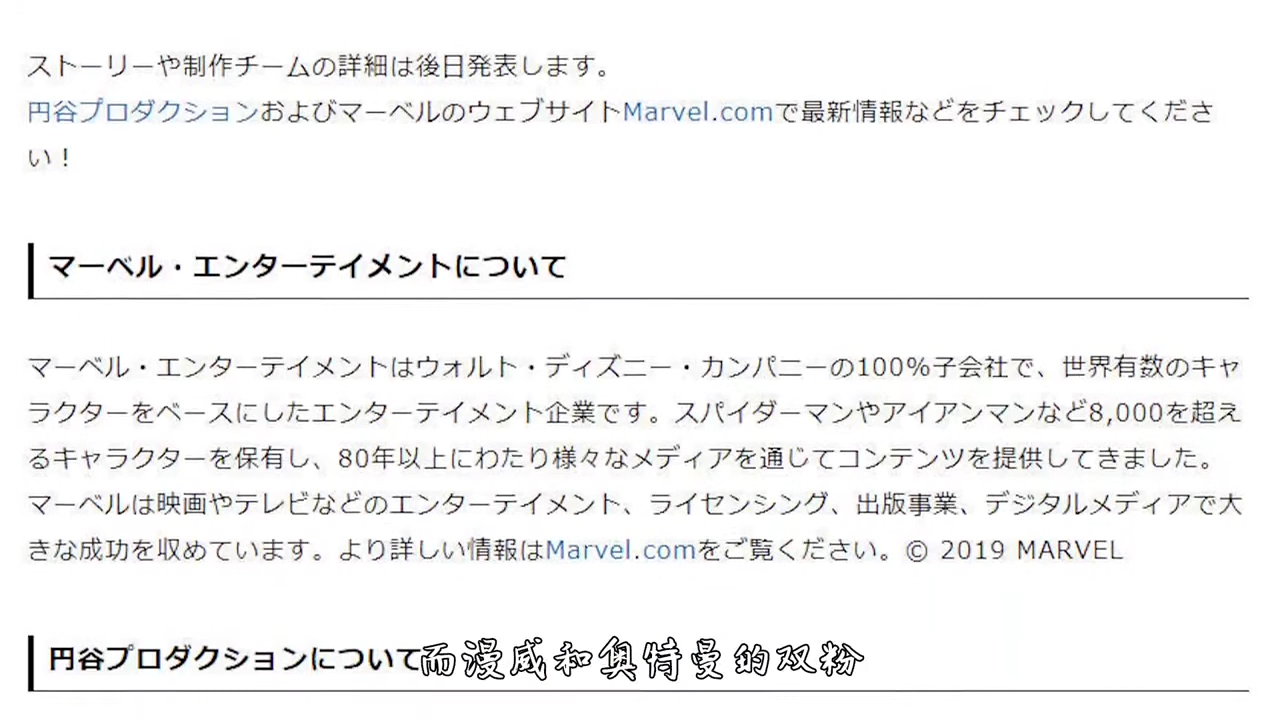 ストーリーや制作チームの詳細は後日発表します。
円谷プロダクションおよびマーベルのウェブサイトMarvel.comで最新情報などをチェックしてくださ
い！
マーベル・エンターテイメントについて
マーベル・エンターテイメントはウォルト・ディズニー・カンパニーの100%子会社で、世界有数のキャ
ラクターをベースにしたエンターテイメント企業です。スパイダーマンやアイアンマンなど8,000を超え
るキャラクターを保有し、80年以上にわたり様々なメディアを通じてコンテンツを提供してきました。
マーベルは映画やテレビなどのエンターテイメント、ライセンシング、出版事業、デジタルメディアで大
きな成功を収めています。より詳しい情報はMarvel.comをご覧ください。© 2019 MARVEL
円谷プロダクションについて
而漫威和奥特曼的双粉